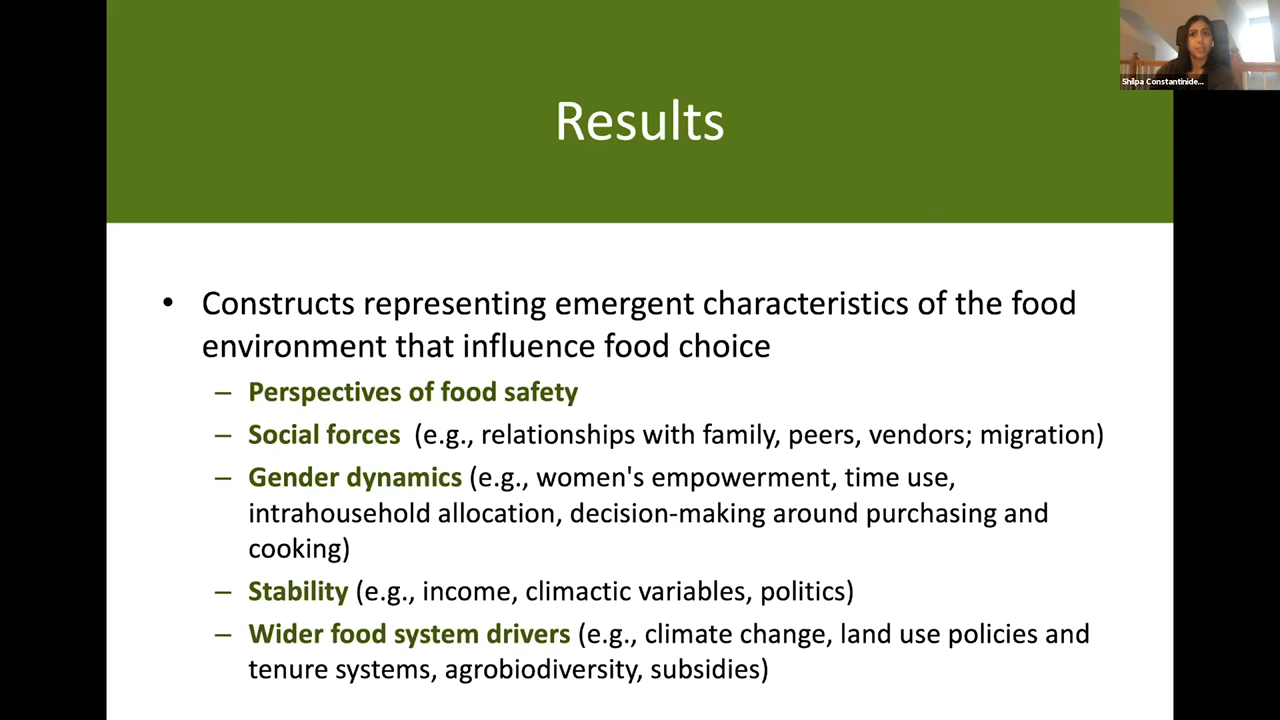 Shilpa Constantinide...
Results
• Constructs representing emergent characteristics of the food
environment that influence food choice
– Perspectives of food safety
– Social forces (e.g., relationships with family, peers, vendors; migration)
– Gender dynamics (e.g., women's empowerment, time use,
intrahousehold allocation, decision-making around purchasing and
cooking)
– Stability (e.g., income, climactic variables, politics)
– Wider food system drivers (e.g., climate change, land use policies and
tenure systems, agrobiodiversity, subsidies)